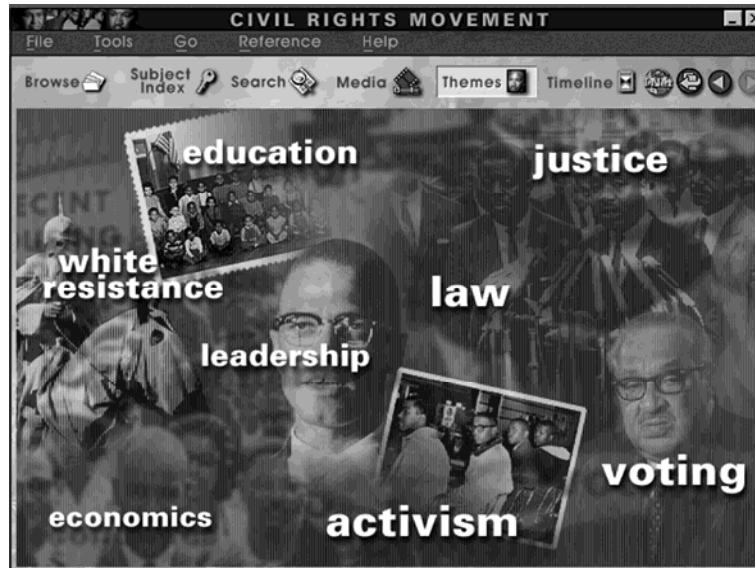 CIVIL RIGHTS MOVEMENT
File Tools Go Reference Help
Browse Subject Index Search Media Themes Timeline
education
justice
white
resistance
law
leadership
voting
economics
activism